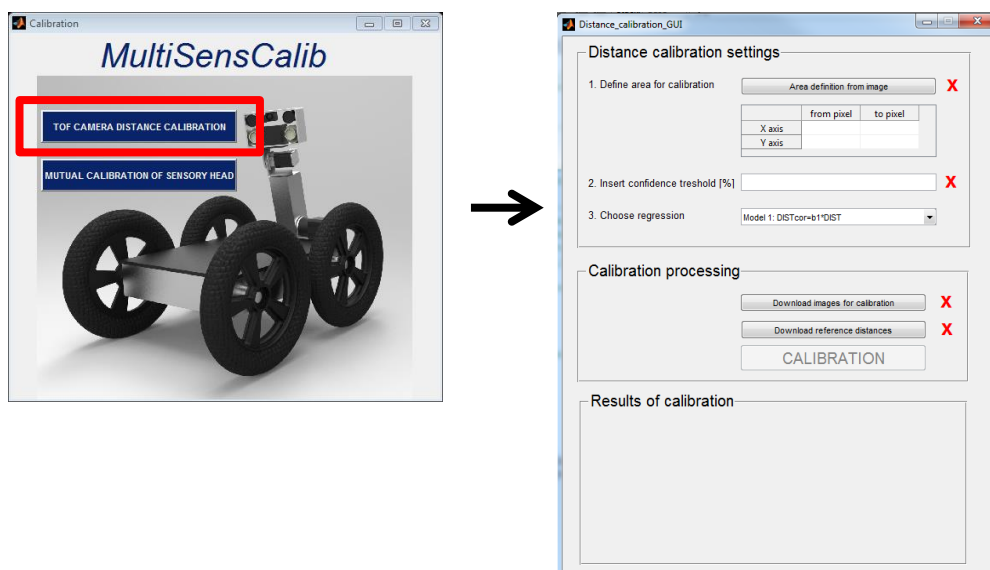 Calibration
MultiSensCalib
TOF CAMERA DISTANCE CALIBRATION
MUTUAL CALIBRATION OF SENSORY HEAD
Distance_calibration_GUI
Distance calibration settings
1. Define area for calibration
Area definition from image
X
from pixel to pixel
X axis
Y axis
2. Insert confidence treshold [%]
X
3. Choose regression
Model 1: DISTcor=b1*DIST
Calibration processing
Download images for calibration
X
Download reference distances
X
CALIBRATION
Results of calibration